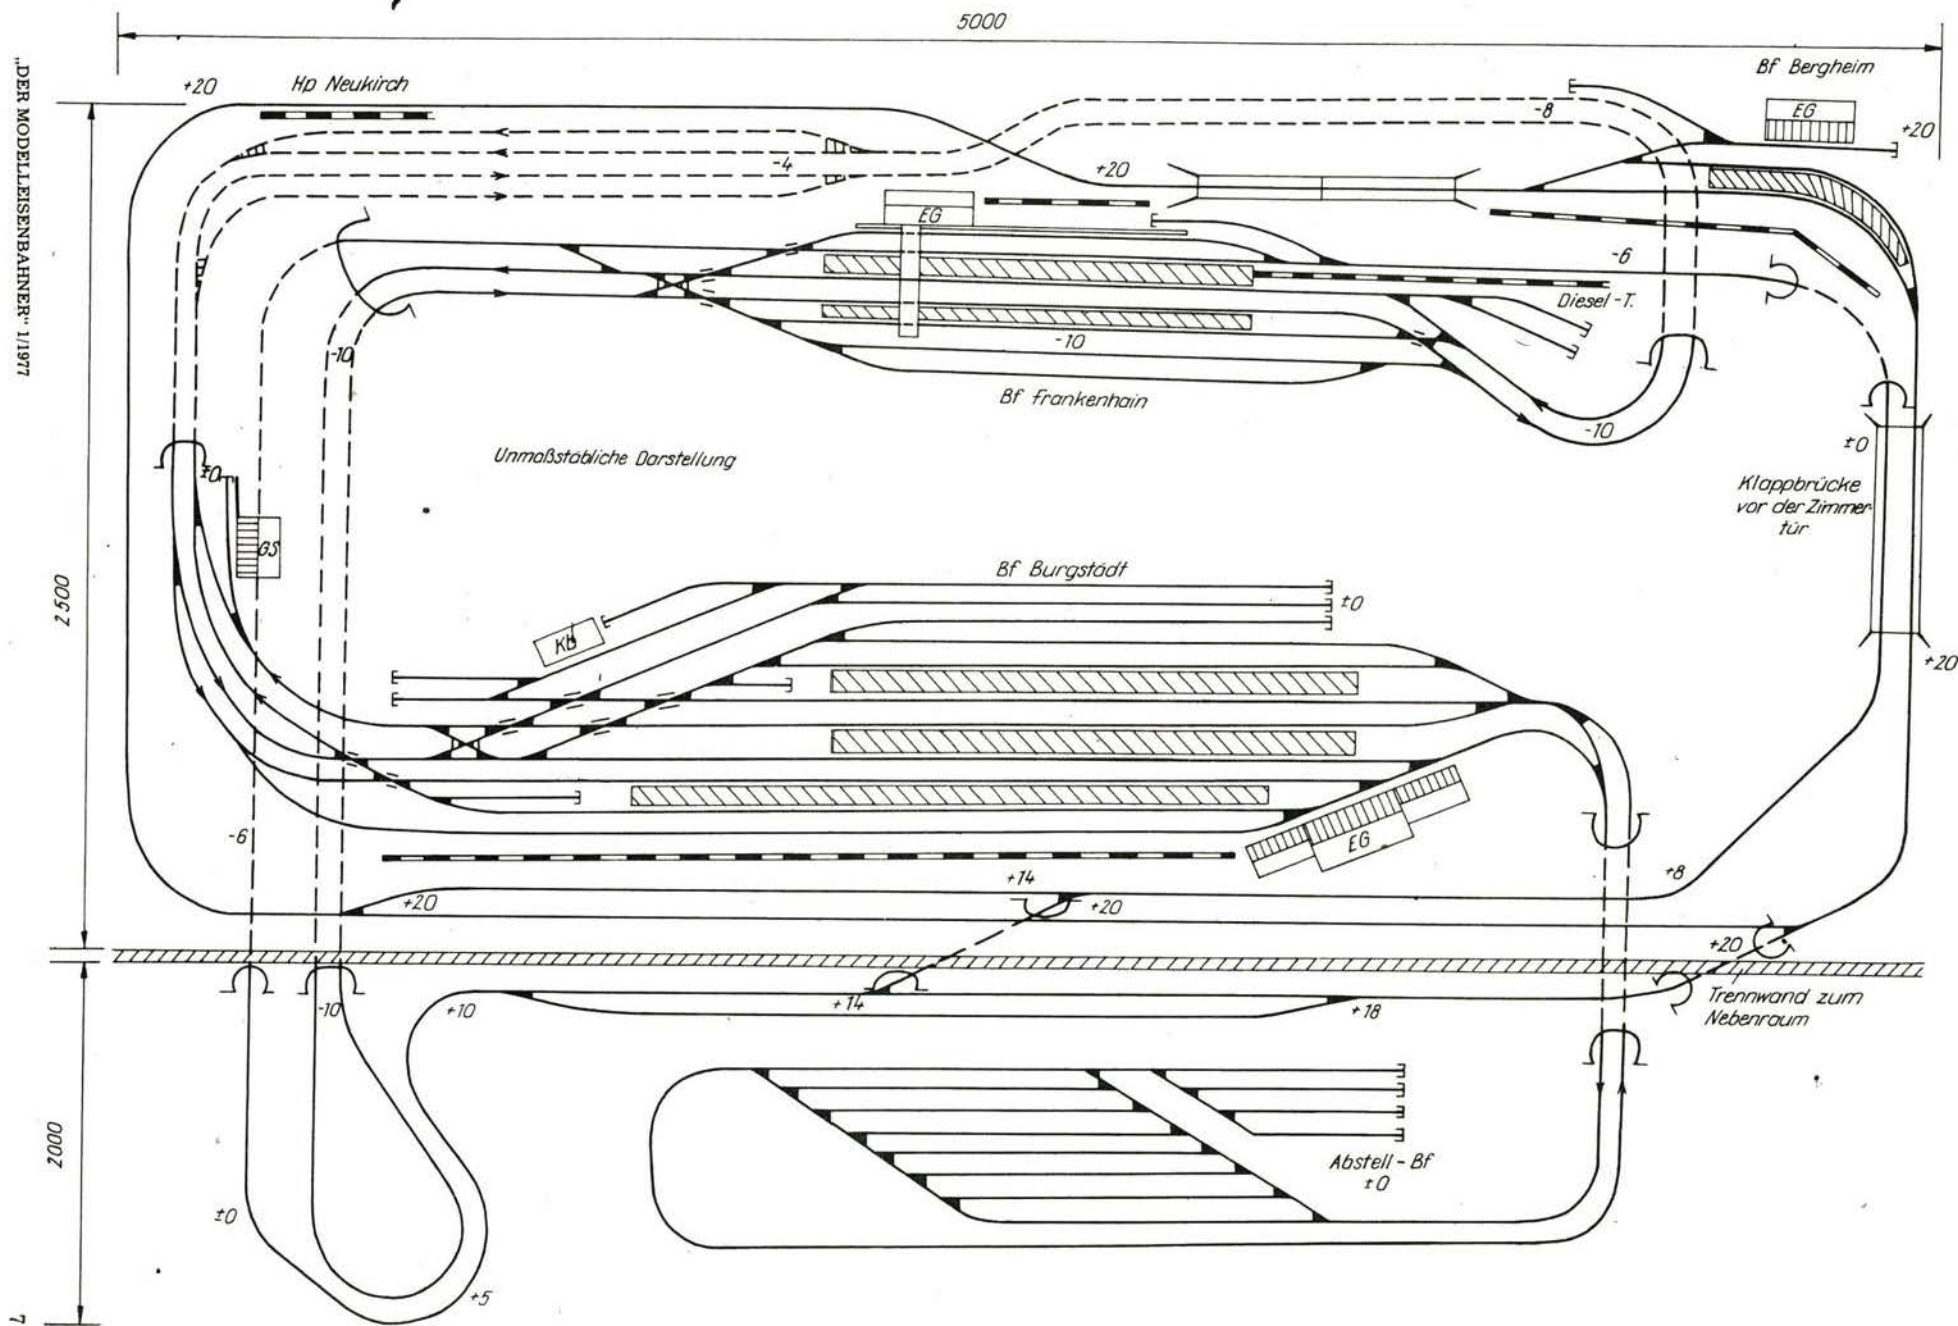 5000
Bf Bergheim
+20
Hp Neukirch
-8
EG
+20
-4
+20
EG
-6
Diesel-T.
-10
-10
Bf Frankenhain
-10
±0
Unmaßstäbliche Darstellung
±0
Klappbrücke
vor der Zimmer-
tür
GS
2500
Bf Burgstädt
±0
KB
+20
-6
EG
+14
+8
+20
+20
+20
-10
+10
+14
+18
Trennwand zum
Nebenraum
2000
Abstell-Bf
±0
±0
+5
„DER MODELLEISENBAHNER“ 1/1977
7